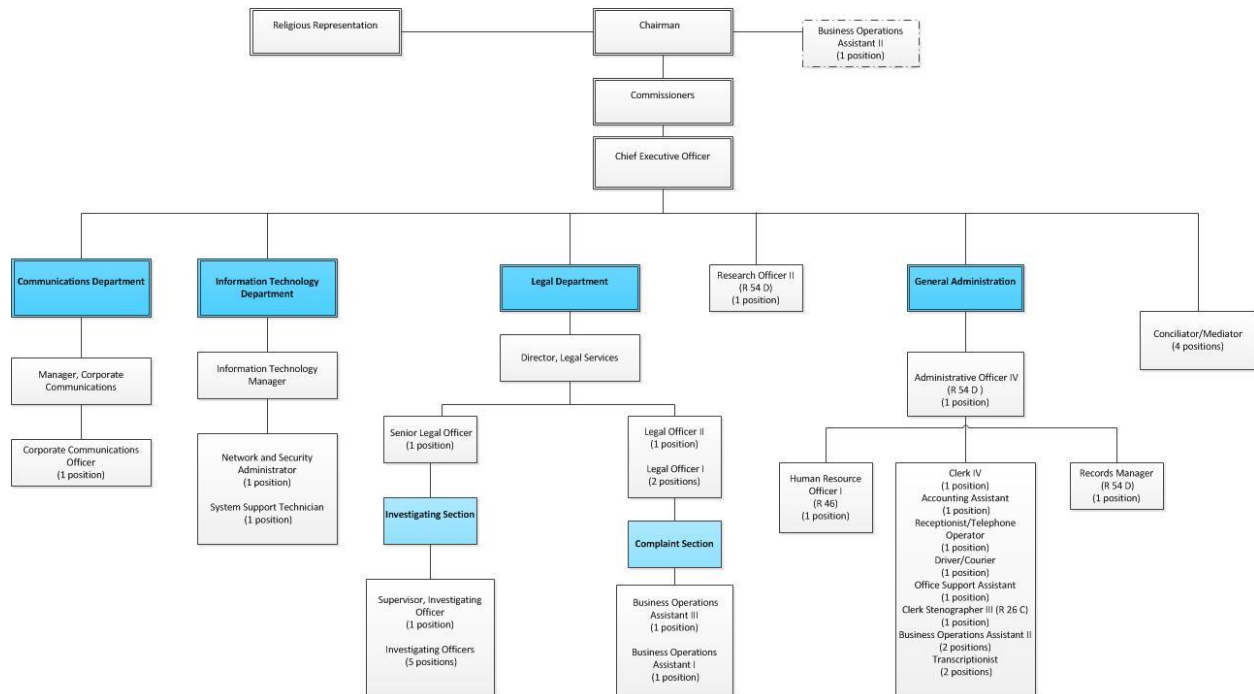 Religious Representation
Chairman
Business Operations
Assistant II
(1 position)
Commissioners
Chief Executive Officer
Communications Department
Information Technology
Department
Legal Department
Research Officer II
(R 54 D)
(1 position)
General Administration
Conciliator/Mediator
(4 positions)
Manager, Corporate
Communications
Information Technology
Manager
Director, Legal Services
Administrative Officer IV
(R 54 D )
(1 position)
Corporate Communications
Officer
(1 position)
Network and Security
Administrator
(1 position)
System Support Technician
(1 position)
Senior Legal Officer
(1 position)
Legal Officer II
(1 position)
Legal Officer I
(2 positions)
Investigating Section
Complaint Section
Supervisor, Investigating
Officer
(1 position)
Investigating Officers
(5 positions)
Business Operations
Assistant III
(1 position)
Business Operations
Assistant I
(1 position)
Human Resource
Officer I
(R 46)
(1 position)
Clerk IV
(1 position)
Accounting Assistant
(1 position)
Receptionist/Telephone
Operator
(1 position)
Driver/Courier
(1 position)
Office Support Assistant
(1 position)
Clerk Stenographer III (R 26 C)
(1 position)
Business Operations Assistant II
(2 positions)
Transcriptionist
(2 positions)
Records Manager
(R 54 D)
(1 position)